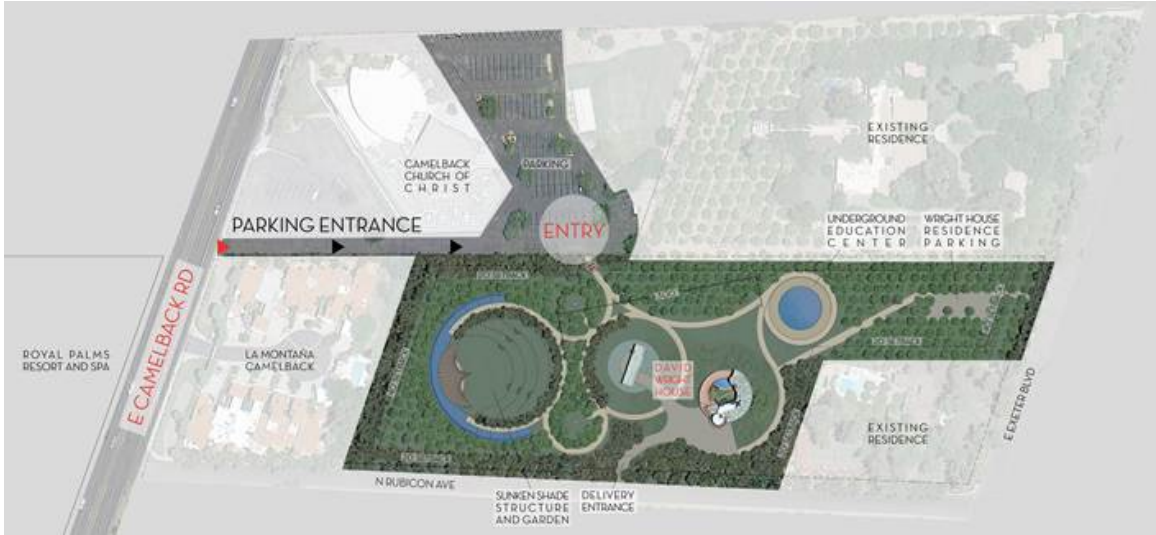 EXISTING
RESIDENCE
CAMELBACK
CHURCH OF
CHRIST
PARKING
PARKING ENTRANCE
ENTRY
UNDERGROUND
EDUCATION
CENTER
WRIGHT HOUSE
RESIDENCE
PARKING
E CAMELBACK RD
ROYAL PALMS
RESORT AND SPA
LA MONTAÑA
CAMELBACK
DAVID
WRIGHT
HOUSE
EXISTING
RESIDENCE
E EXETER BLVD
N RUBICON AVE
SUNKEN SHADE
STRUCTURE
AND GARDEN
DELIVERY
ENTRANCE